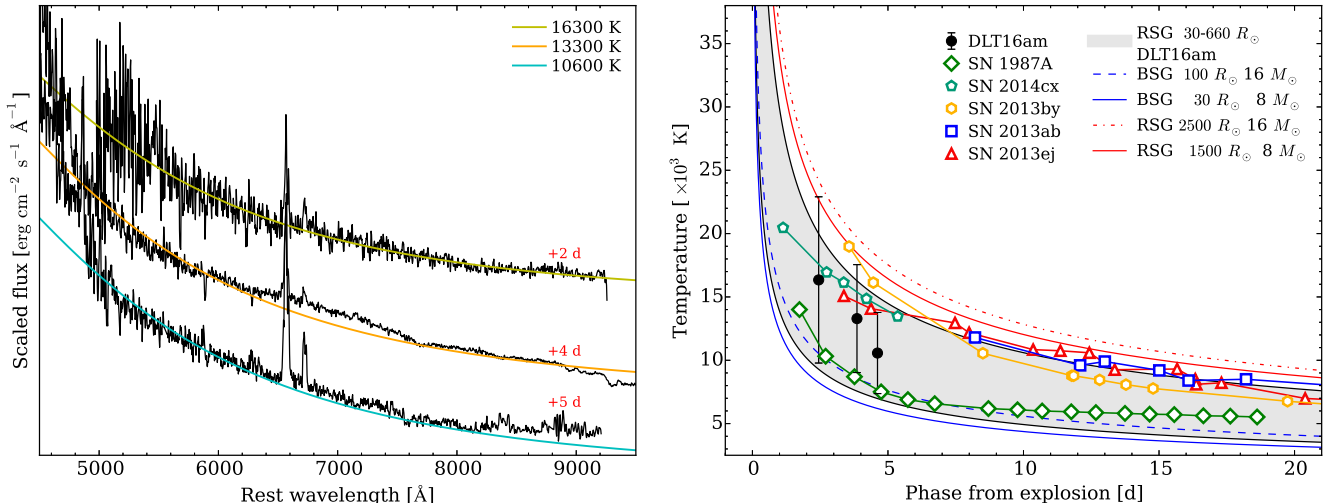 16300 K
13300 K
10600 K
+2 d
+4 d
+5 d
Scaled flux [erg cm⁻² s⁻¹ Å⁻¹]
5000 6000 7000 8000 9000
Rest wavelength [Å]
DLT16am
SN 1987A
SN 2014cx
SN 2013by
SN 2013ab
SN 2013ej
RSG 30-660 R☉
DLT16am
BSG 100 R☉ 16 M☉
BSG 30 R☉ 8 M☉
RSG 2500 R☉ 16 M☉
RSG 1500 R☉ 8 M☉
Temperature [ ×10³ K]
35
30
25
20
15
10
5
0 5 10 15 20
Phase from explosion [d]